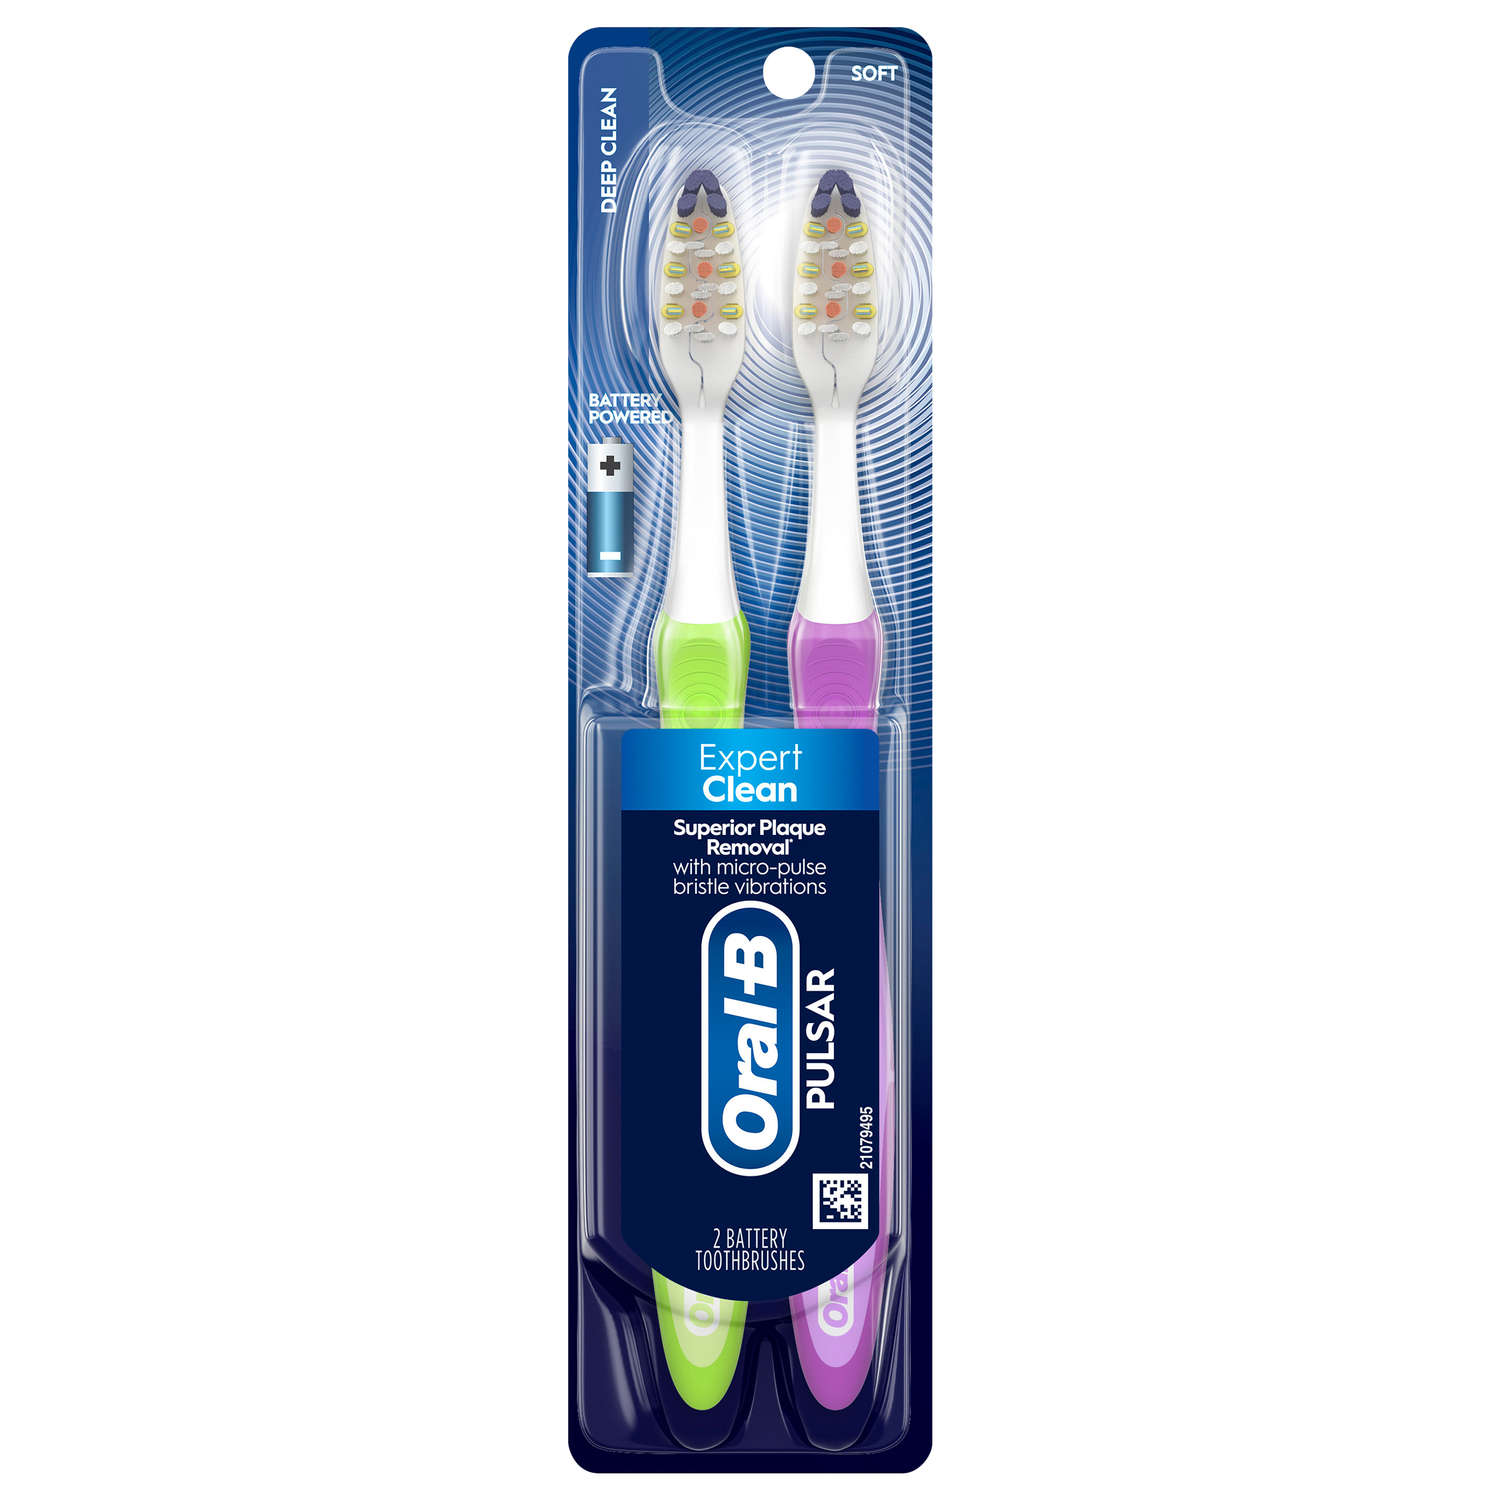 SOFT
DEEP CLEAN
BATTERY
POWERED
Expert
Clean
Superior Plaque
Removal*
with micro-pulse
bristle vibrations
Oral-B
PULSAR
21079495
2 BATTERY
TOOTHBRUSHES
Oral